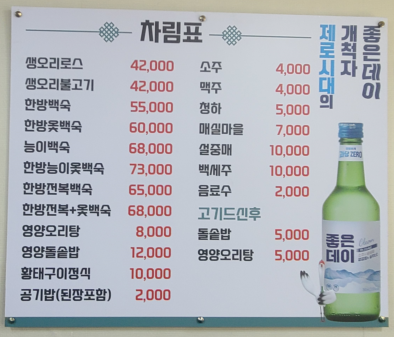 차림표
생오리로스 42,000
생오리불고기 42,000
한방백숙 55,000
한방옻백숙 60,000
능이백숙 68,000
한방능이옻백숙 73,000
한방전복백숙 65,000
한방전복+옻백숙 68,000
영양오리탕 8,000
영양돌솥밥 12,000
황태구이정식 10,000
공기밥(된장포함) 2,000
소주 4,000
맥주 4,000
청하 5,000
매실마을 7,000
설중매 10,000
백세주 10,000
음료수 2,000
고기드신후
돌솥밥 5,000
영양오리탕 5,000
좋은데이
개척자
제로시대의
좋은
데이